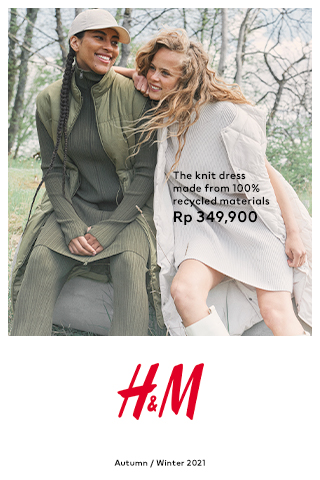 The knit dress
made from 100%
recycled materials
Rp 349,900
H&M
Autumn / Winter 2021